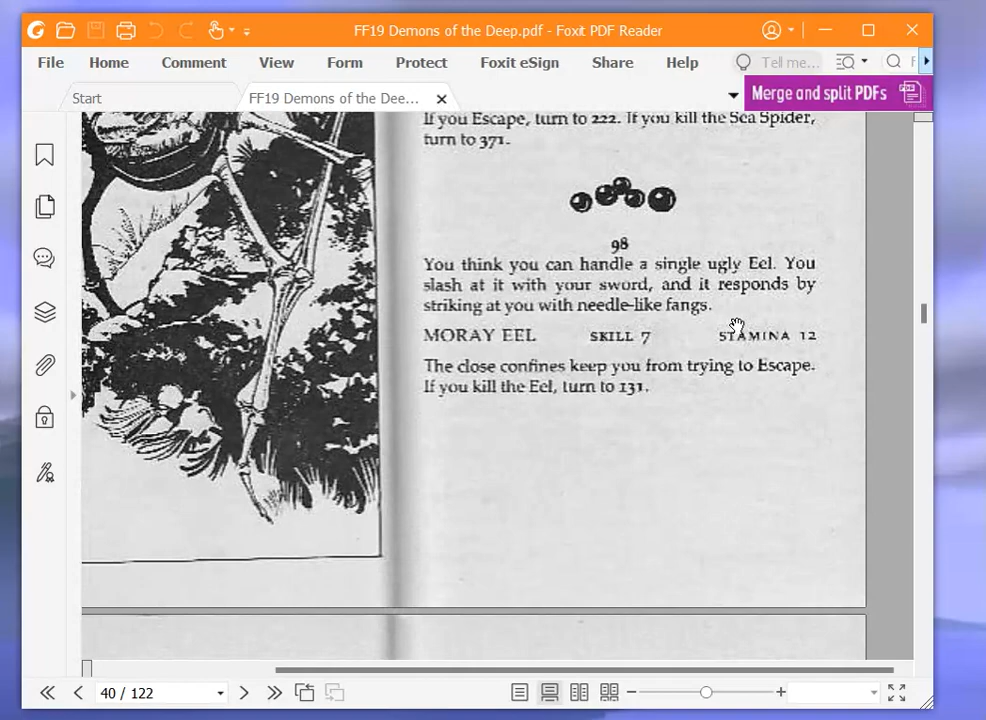 FF19 Demons of the Deep.pdf - Foxit PDF Reader
File Home Comment View Form Protect Foxit eSign Share Help Tell me... F
Start FF19 Demons of the Dee... Merge and split PDFs
If you Escape, turn to 222. If you kill the Sea Spider,
turn to 371.
98
You think you can handle a single ugly Eel. You
slash at it with your sword, and it responds by
striking at you with needle-like fangs.
MORAY EEL SKILL 7 STAMINA 12
The close confines keep you from trying to Escape.
If you kill the Eel, turn to 131.
40 / 122